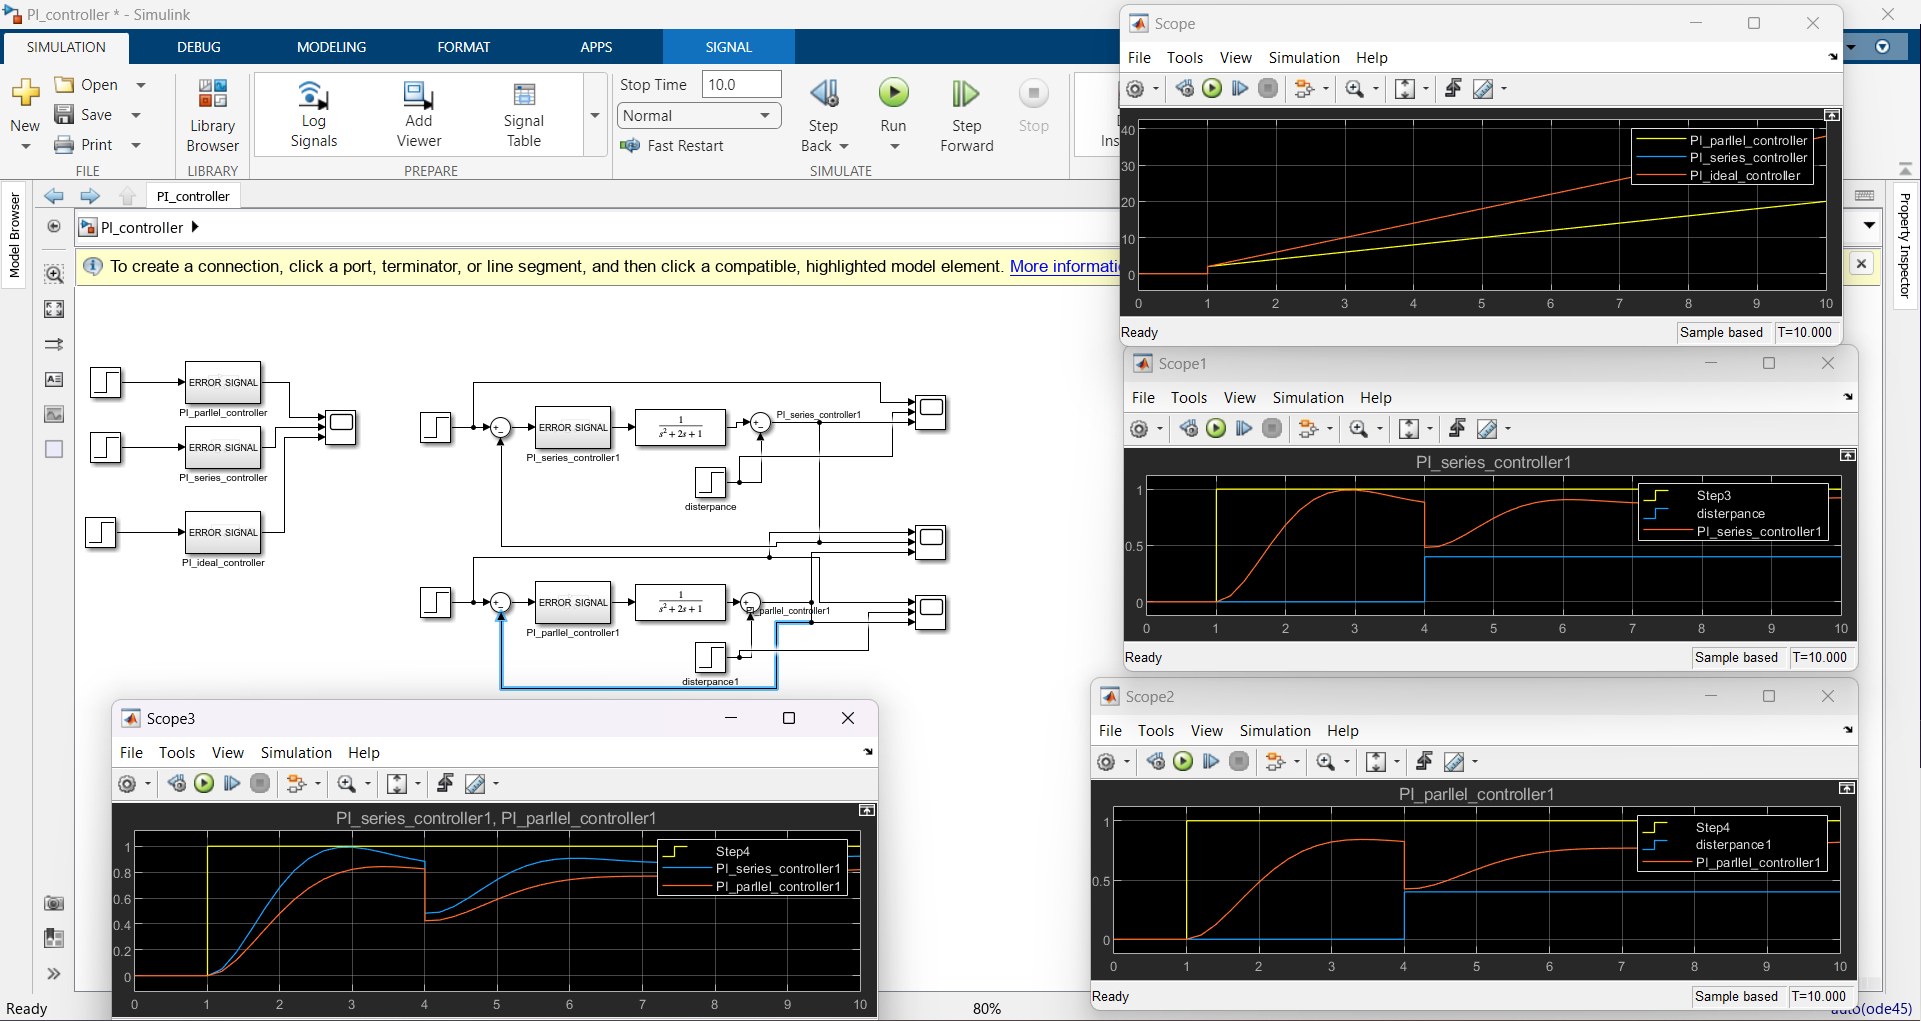 PI_controller * - Simulink
SIMULATION
DEBUG
MODELING
FORMAT
APPS
SIGNAL
New
Open
Save
Print
FILE
Library
Browser
LIBRARY
Log
Signals
Add
Viewer
Signal
Table
PREPARE
Stop Time
10.0
Normal
Fast Restart
Step
Back
Run
Step
Forward
Stop
SIMULATE
Model Browser
PI_controller
PI_controller
To create a connection, click a port, terminator, or line segment, and then click a compatible, highlighted model element. More informati
Property Inspector
ERROR SIGNAL
PI_parllel_controller
ERROR SIGNAL
PI_series_controller
ERROR SIGNAL
PI_ideal_controller
ERROR SIGNAL
PI_series_controller1
1
s²+2s+1
PI_series_controller1
disterpance
ERROR SIGNAL
PI_parllel_controller1
1
s²+2s+1
PI_parllel_controller1
disterpance1
Scope
File Tools View Simulation Help
40
30
20
10
0
PI_parllel_controller
PI_series_controller
PI_ideal_controller
0 1 2 3 4 5 6 7 8 9 10
Ready
Sample based
T=10.000
Scope1
File Tools View Simulation Help
PI_series_controller1
1
0.5
0
Step3
disterpance
PI_series_controller1
0 1 2 3 4 5 6 7 8 9 10
Ready
Sample based
T=10.000
Scope2
File Tools View Simulation Help
PI_parllel_controller1
1
0.5
0
Step4
disterpance1
PI_parllel_controller1
0 1 2 3 4 5 6 7 8 9 10
Ready
Sample based
T=10.000
Scope3
File Tools View Simulation Help
PI_series_controller1, PI_parllel_controller1
1
0.8
0.6
0.4
0.2
0
Step4
PI_series_controller1
PI_parllel_controller1
0 1 2 3 4 5 6 7 8 9 10
Ready
80%
auto(ode45)